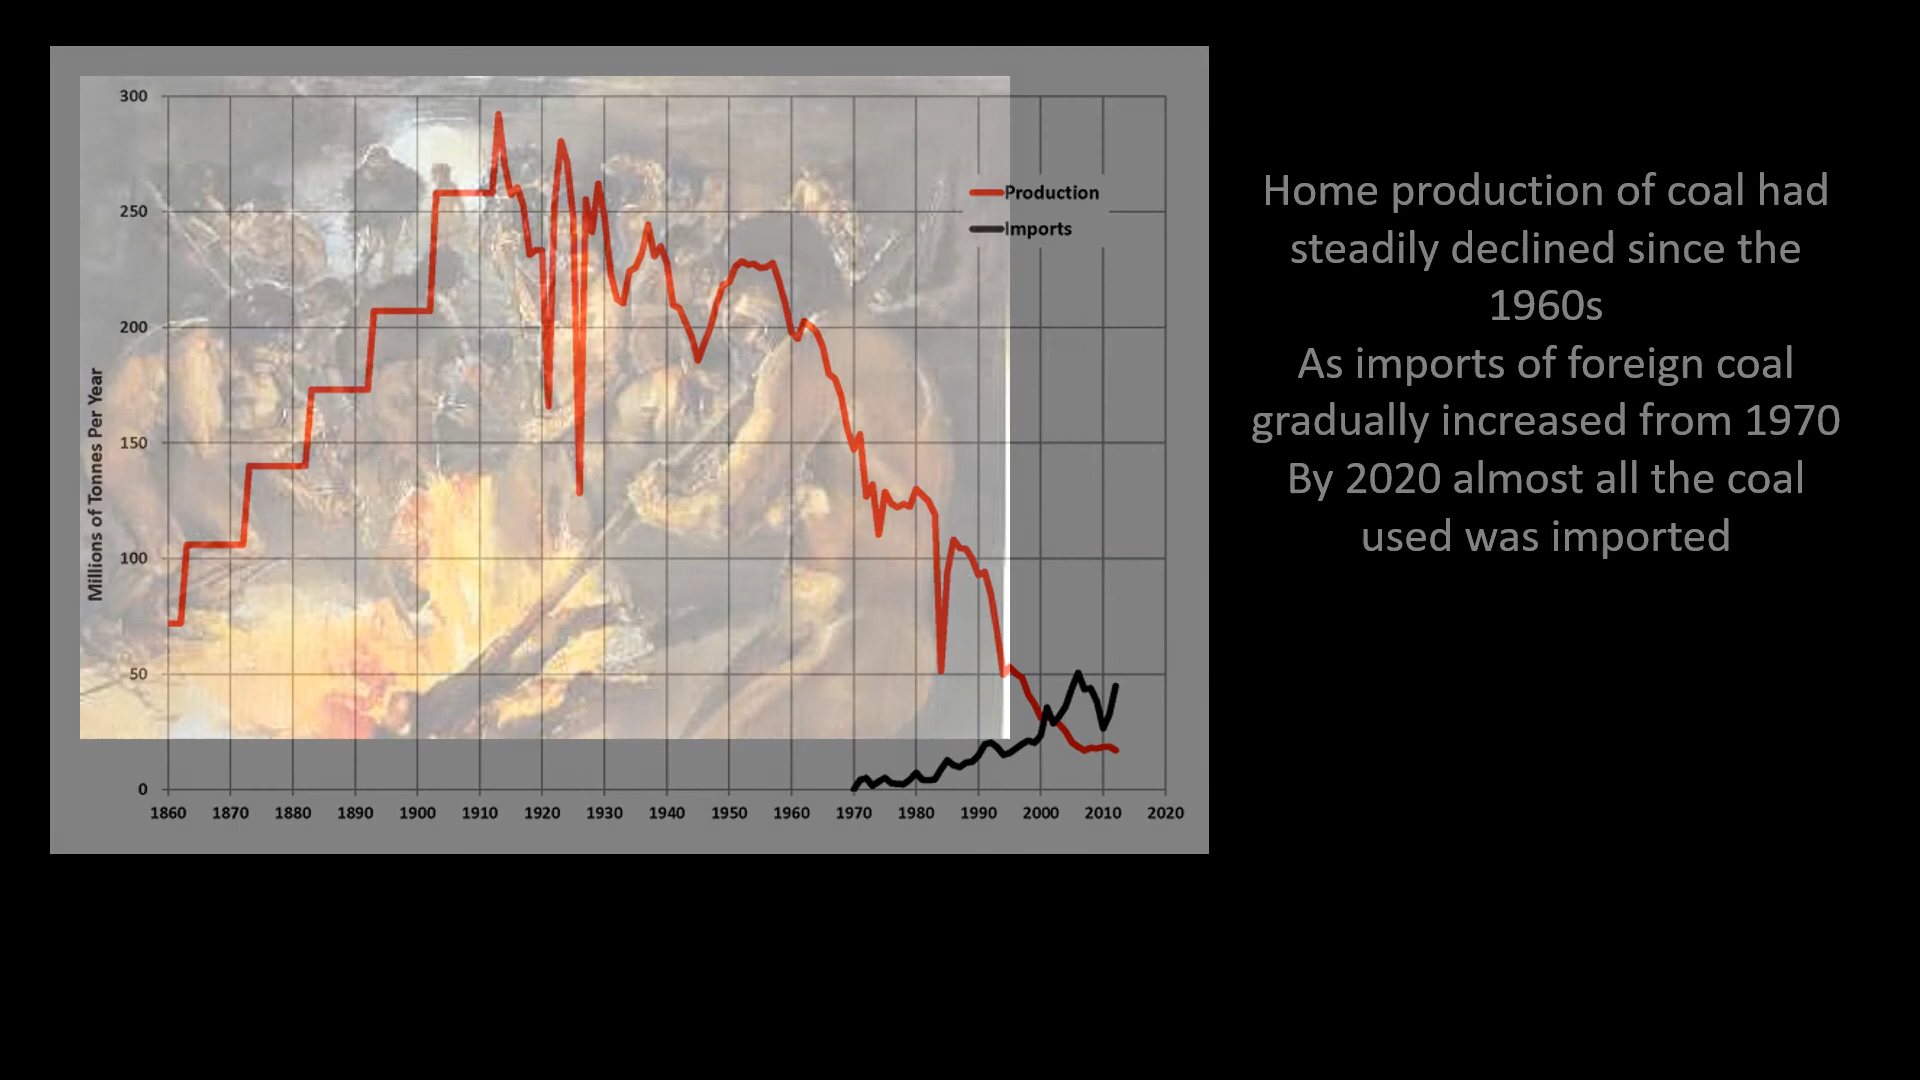 300
250
200
150
100
50
0
Millions of Tonnes Per Year
Production
Imports
1860 1870 1880 1890 1900 1910 1920 1930 1940 1950 1960 1970 1980 1990 2000 2010 2020
Home production of coal had
steadily declined since the
1960s
As imports of foreign coal
gradually increased from 1970
By 2020 almost all the coal
used was imported